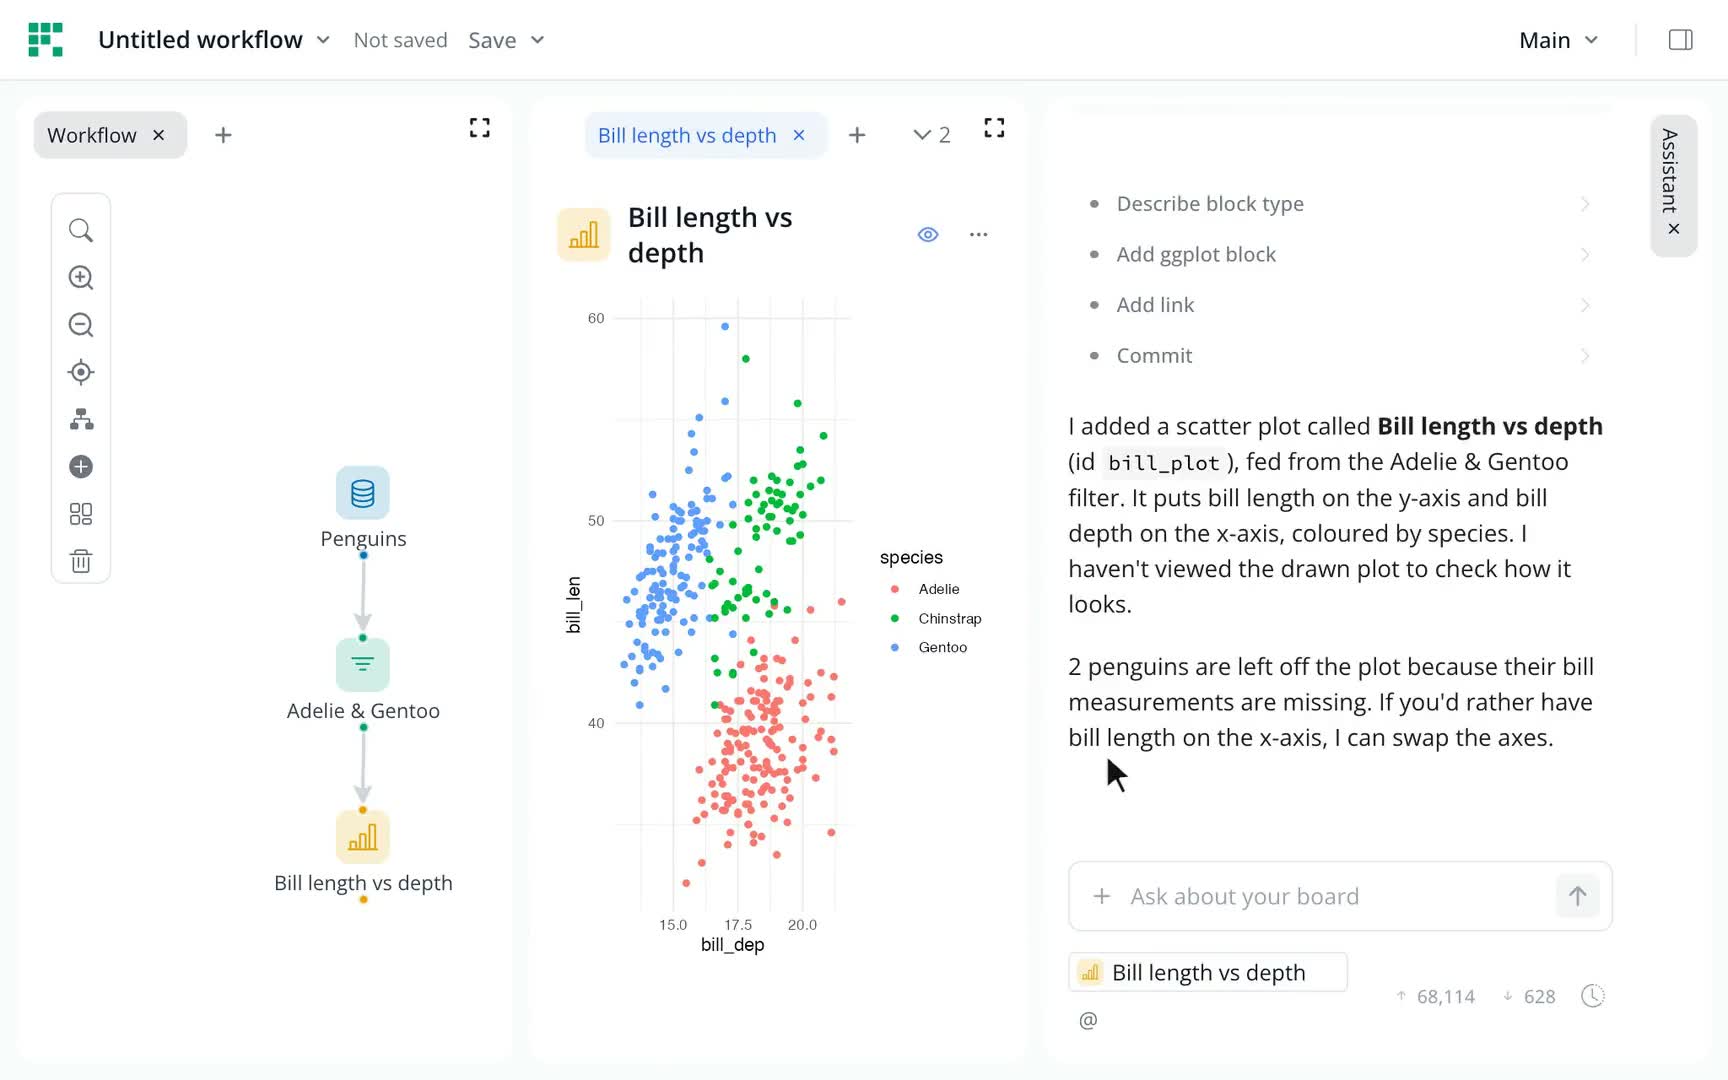 Untitled workflow
Not saved
Save
Main
Workflow
Penguins
Adelie & Gentoo
Bill length vs depth
Bill length vs depth
2
Bill length vs
depth
60
50
40
bill_len
15.0 17.5 20.0
bill_dep
species
Adelie
Chinstrap
Gentoo
Assistant
Describe block type
Add ggplot block
Add link
Commit
I added a scatter plot called Bill length vs depth
(id bill_plot), fed from the Adelie & Gentoo
filter. It puts bill length on the y-axis and bill
depth on the x-axis, coloured by species. I
haven't viewed the drawn plot to check how it
looks.
2 penguins are left off the plot because their bill
measurements are missing. If you'd rather have
bill length on the x-axis, I can swap the axes.
Ask about your board
Bill length vs depth
68,114 628
@